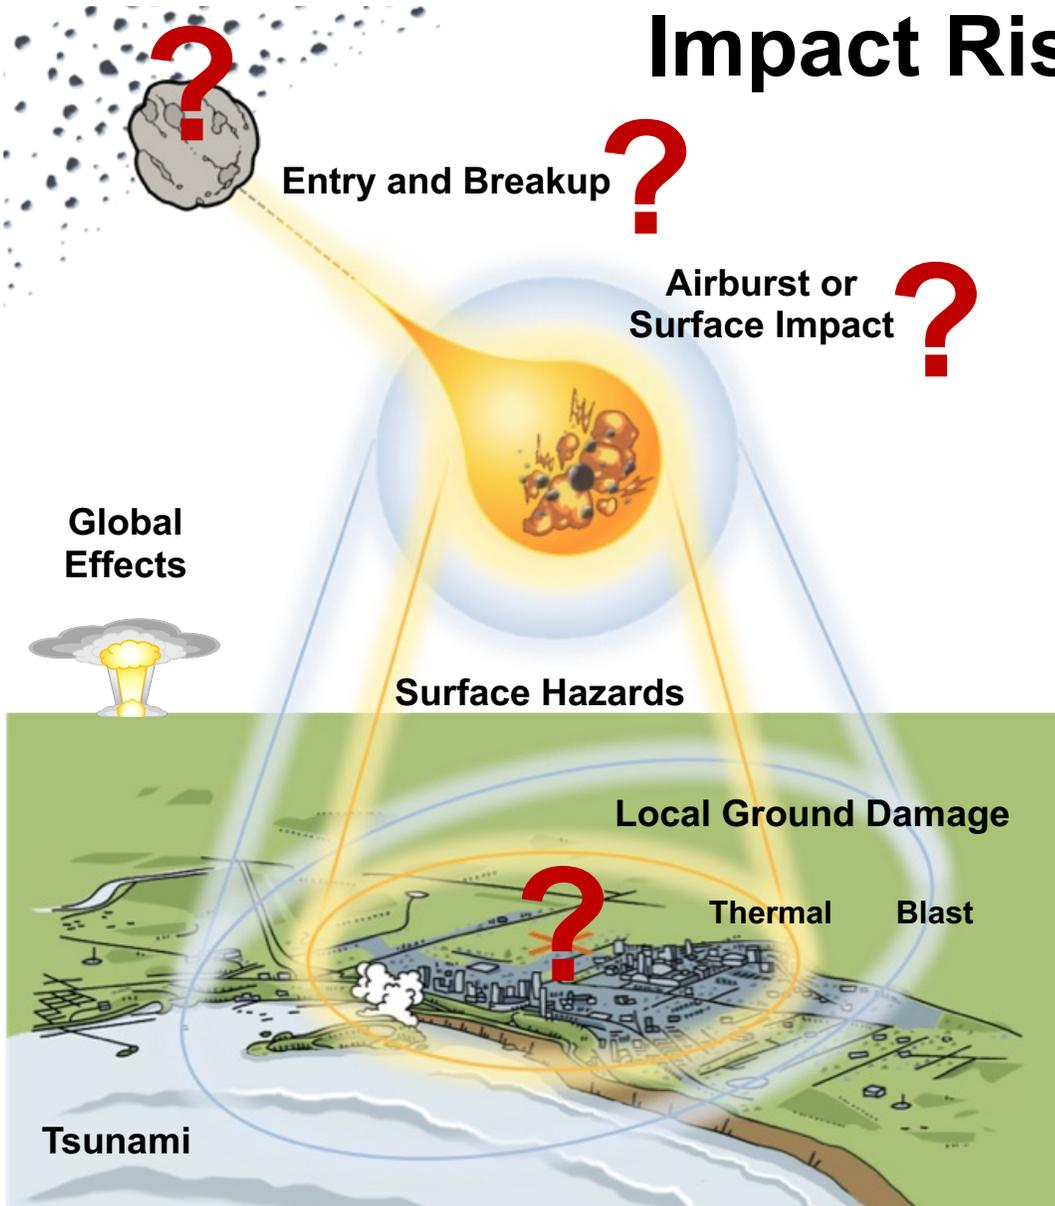 Impact Ris
?
Entry and Breakup ?
Airburst or
Surface Impact ?
Global
Effects
Surface Hazards
Local Ground Damage
?
Thermal Blast
Tsunami